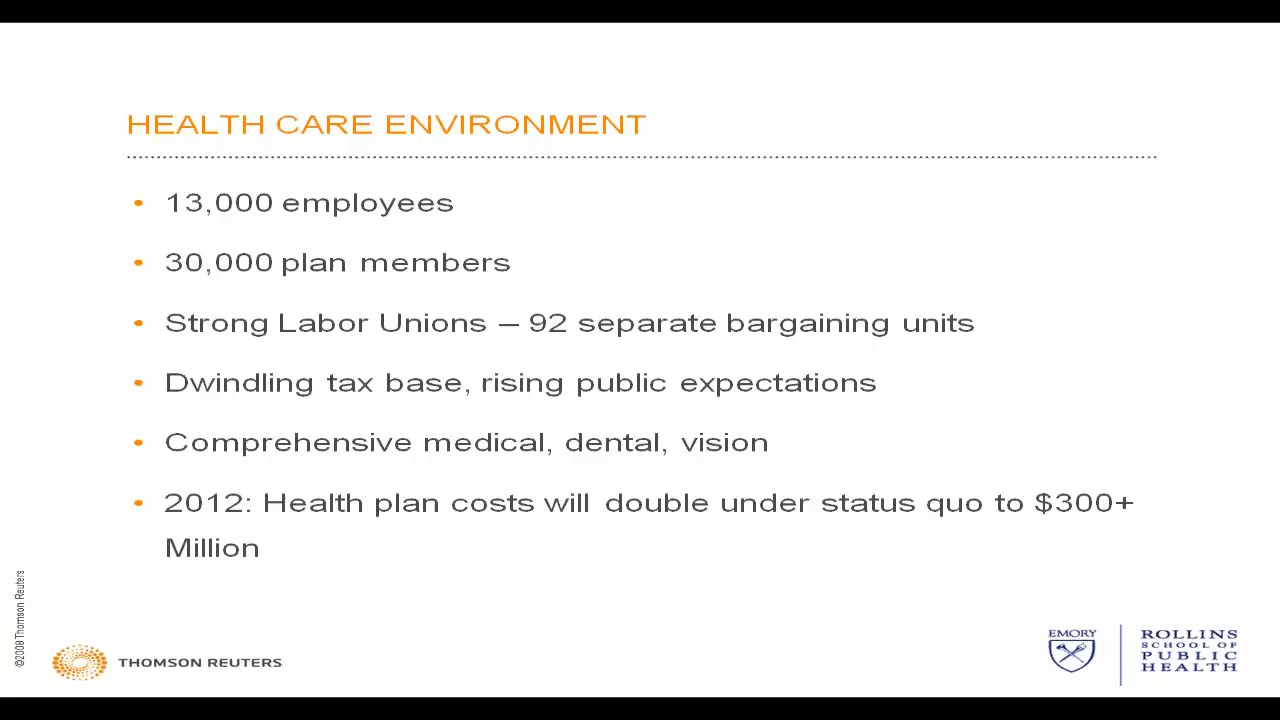 HEALTH CARE ENVIRONMENT
• 13,000 employees
• 30,000 plan members
• Strong Labor Unions – 92 separate bargaining units
• Dwindling tax base, rising public expectations
• Comprehensive medical, dental, vision
• 2012: Health plan costs will double under status quo to $300+
Million
©2009 Thomson Reuters
THOMSON REUTERS
EMORY
ROLLINS
SCHOOL OF
PUBLIC
HEALTH